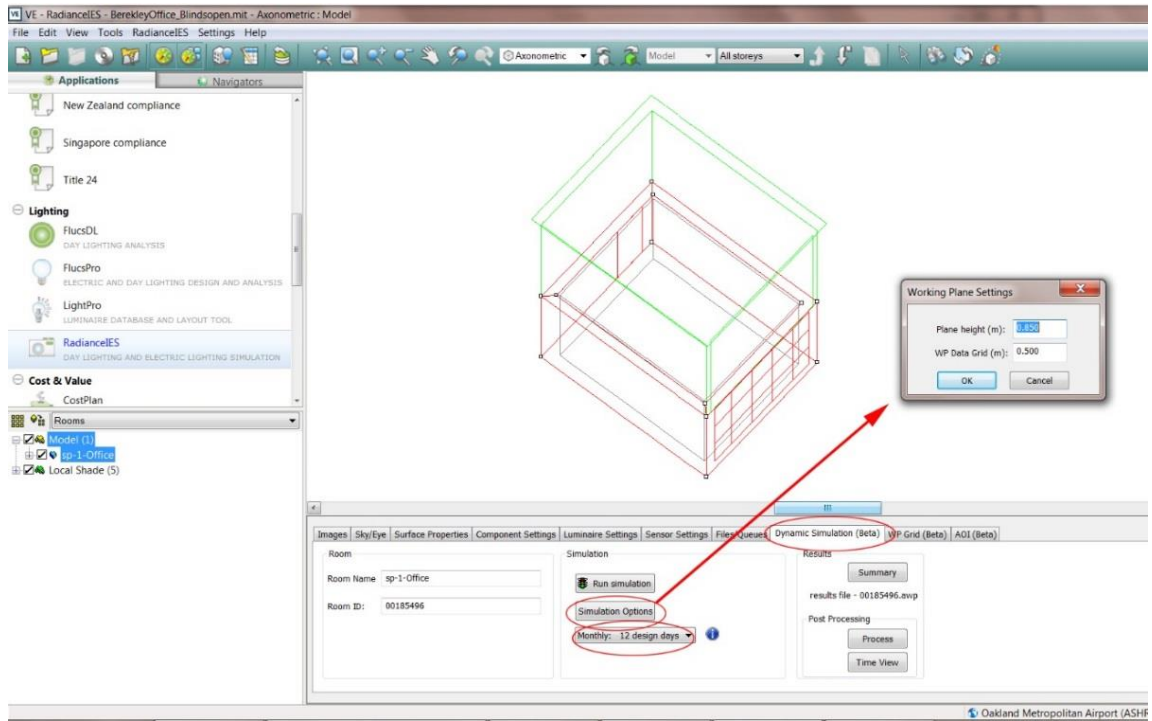 VE - RadianceIES - BerekleyOffice_Blindsopen.mit - Axonometric : Model
File Edit View Tools RadianceIES Settings Help
Axonometric Model All storeys
Applications Navigators
New Zealand compliance
Singapore compliance
Title 24
Lighting
FlucsDL
DAY LIGHTING ANALYSIS
FlucsPro
ELECTRIC AND DAY LIGHTING DESIGN AND ANALYSIS
LightPro
LUMINAIRE DATABASE AND LAYOUT TOOL
RadianceIES
DAY LIGHTING AND ELECTRIC LIGHTING SIMULATION
Cost & Value
CostPlan
Rooms
Model (1)
sp-1-Office
Local Shade (5)
Working Plane Settings
Plane height (m): 0.850
WP Data Grid (m): 0.500
OK Cancel
Images Sky/Eye Surface Properties Component Settings Luminaire Settings Sensor Settings Files/Queues Dynamic Simulation (Beta) WP Grid (Beta) AOI (Beta)
Room
Room Name sp-1-Office
Room ID: 00185496
Simulation
Run simulation
Simulation Options
Monthly: 12 design days
Results
Summary
results file - 00185496.awp
Post Processing
Process
Time View
Oakland Metropolitan Airport (ASHR